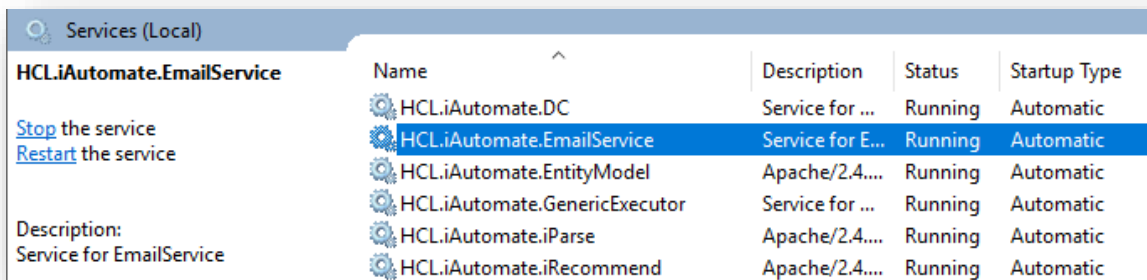 Services (Local)
HCL.iAutomate.EmailService
Stop the service
Restart the service
Description:
Service for EmailService
Name Description Status Startup Type
HCL.iAutomate.DC Service for ... Running Automatic
HCL.iAutomate.EmailService Service for E... Running Automatic
HCL.iAutomate.EntityModel Apache/2.4.... Running Automatic
HCL.iAutomate.GenericExecutor Service for ... Running Automatic
HCL.iAutomate.iParse Apache/2.4.... Running Automatic
HCL.iAutomate.iRecommend Apache/2.4.... Running Automatic